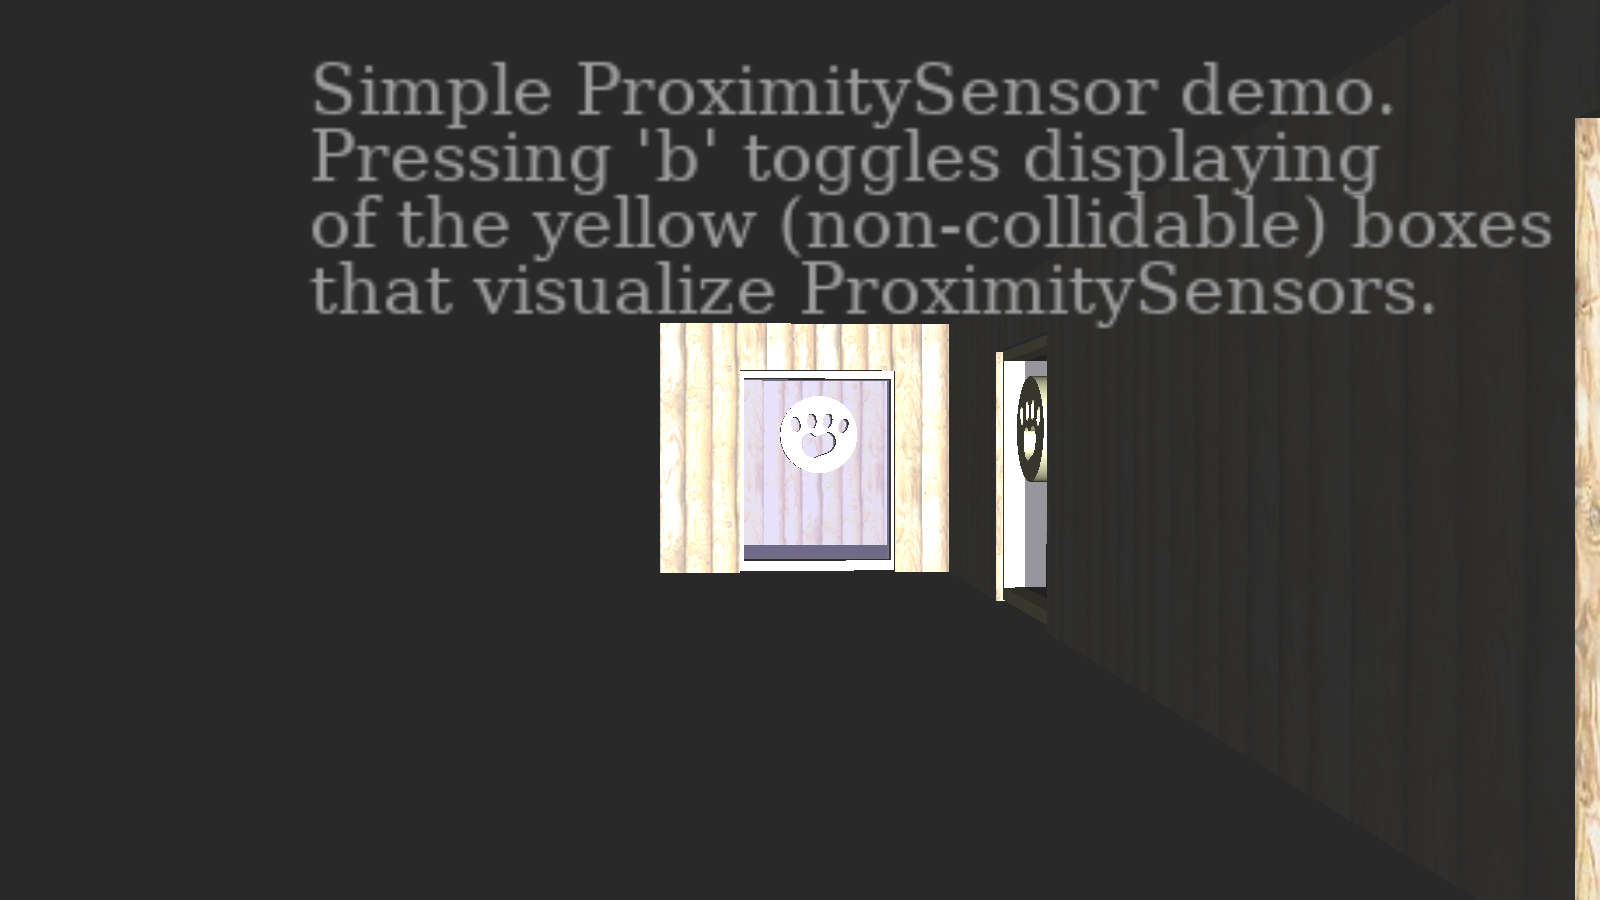 Simple ProximitySensor demo.
Pressing 'b' toggles displaying
of the yellow (non-collidable) boxes
that visualize ProximitySensors.